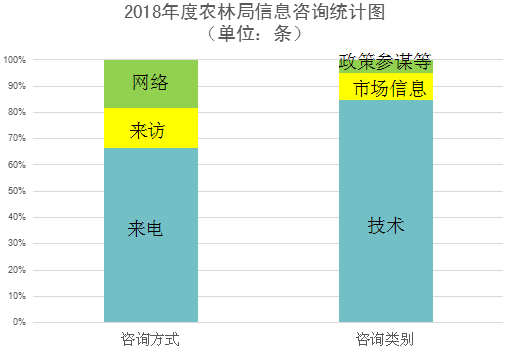 2018年度农林局信息咨询统计图
（单位：条）
100%
90%
80%
70%
60%
50%
40%
30%
20%
10%
0%
网络
来访
来电
政策参谋等
市场信息
技术
咨询方式
咨询类别